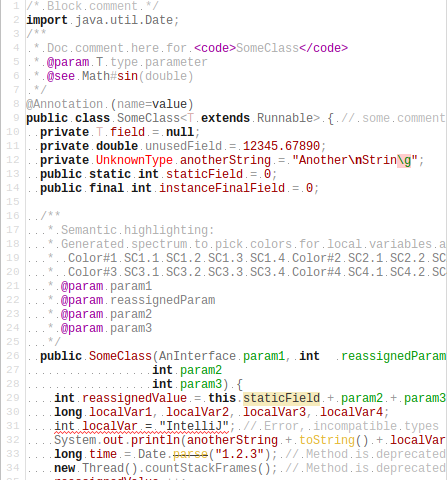 1 /*.Block.comment.*/
2 import.java.util.Date;
3 /**
4 .*.Doc.comment.here.for.<code>SomeClass</code>
5 .*.@param.T.type.parameter
6 .*.@see.Math#sin(double)
7 .*/
8 @Annotation.(name=value)
9 public.class.SomeClass<T.extends.Runnable>.{.//.some.comment
10 ..private.T.field.=.null;
11 ..private.double.unusedField.=.12345.67890;
12 ..private.UnknownType.anotherString.=."Another\nStrin\g";
13 ..public.static.int.staticField.=.0;
14 ..public.final.int.instanceFinalField.=.0;
15
16 ../**
17 ...*.Semantic.highlighting:
18 ...*.Generated.spectrum.to.pick.colors.for.local.variables.a
19 ...*..Color#1.SC1.1.SC1.2.SC1.3.SC1.4.Color#2.SC2.1.SC2.2.SC
20 ...*..Color#3.SC3.1.SC3.2.SC3.3.SC3.4.Color#4.SC4.1.SC4.2.SC
21 ...*.@param.param1
22 ...*.@param.reassignedParam
23 ...*.@param.param2
24 ...*.@param.param3
25 ...*/
26 ..public.SomeClass(AnInterface.param1,.int..reassignedParam
27 ..................int.param2
28 ..................int.param3).{
29 ....int.reassignedValue.=.this.staticField.+.param2.+.param3
30 ....long.localVar1,.localVar2,.localVar3,.localVar4;
31 ....int.localVar.=."IntelliJ";.//.Error,.incompatible.types
32 ....System.out.println(anotherString.+.toString().+.localVar
33 ....long.time.=.Date.parse("1.2.3");.//.Method.is.deprecated
34 ....new.Thread().countStackFrames();.//.Method.is.deprecated